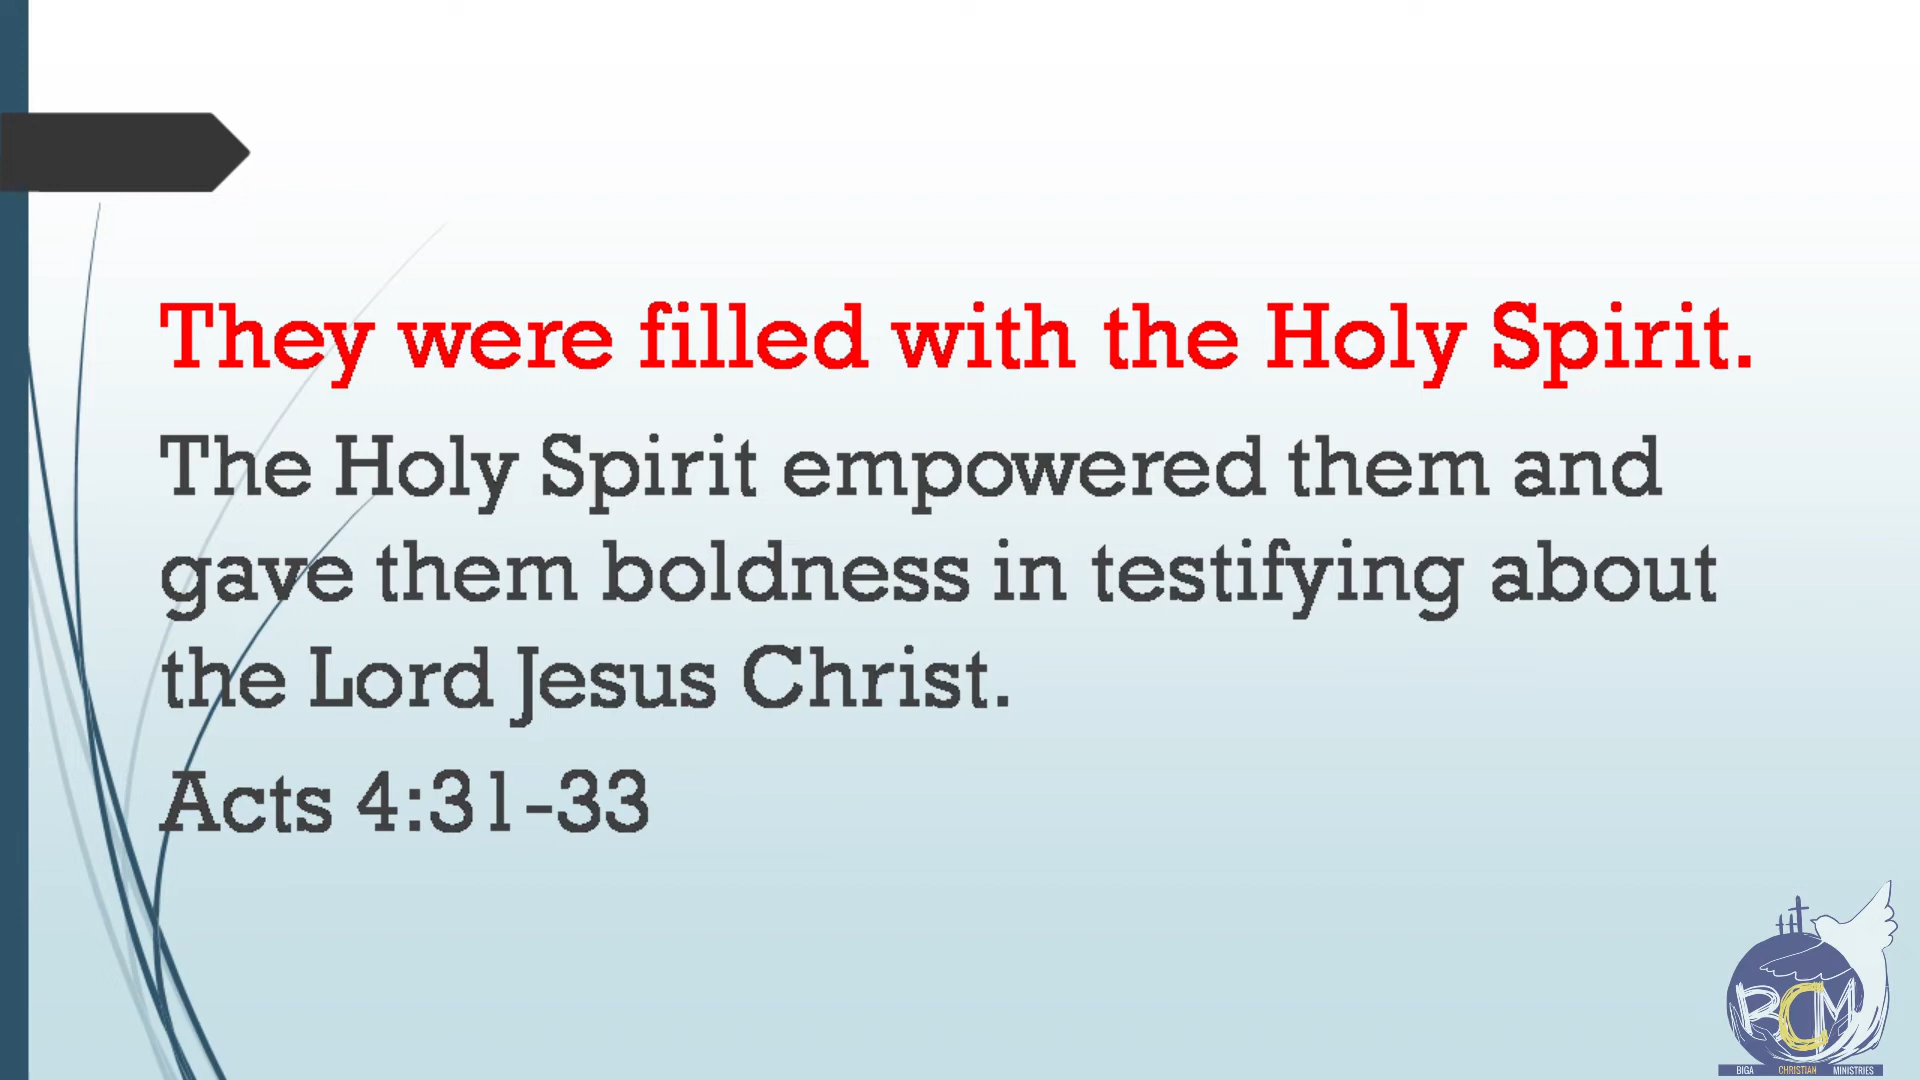 They were filled with the Holy Spirit.
The Holy Spirit empowered them and
gave them boldness in testifying about
the Lord Jesus Christ.
Acts 4:31-33
BCM
BIGA CHRISTIAN MINISTRIES